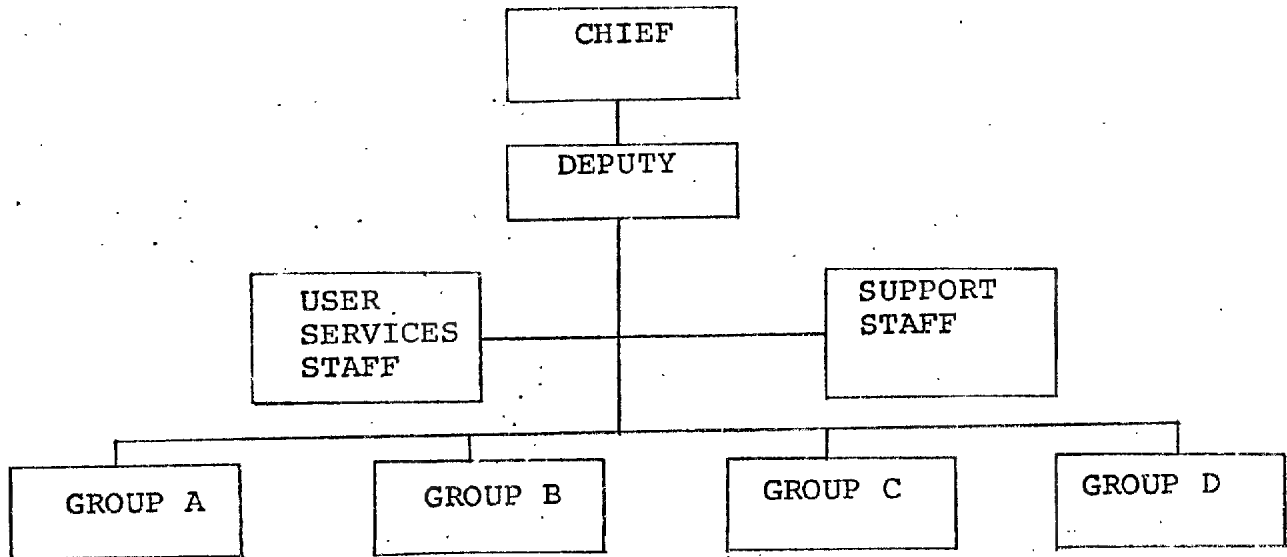 CHIEF
DEPUTY
USER
SERVICES
STAFF
SUPPORT
STAFF
GROUP A
GROUP B
GROUP C
GROUP D